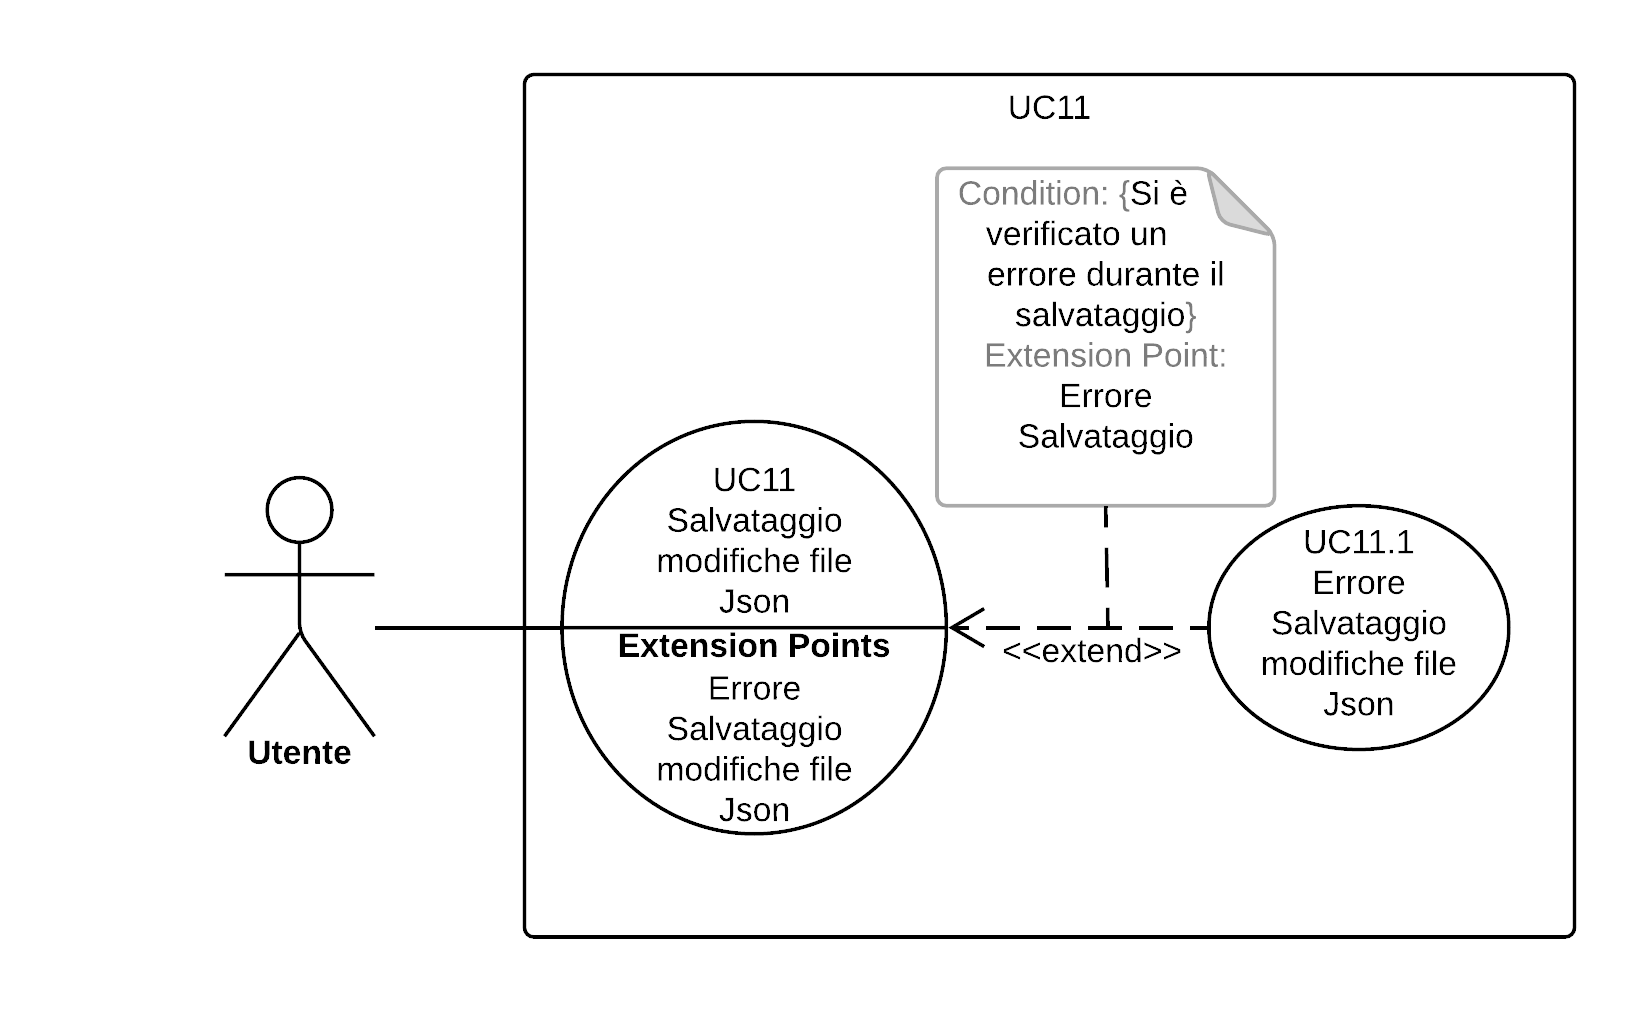 UC11
Condition: {Si è
verificato un
errore durante il
salvataggio}
Extension Point:
Errore
Salvataggio
UC11
Salvataggio
modifiche file
Json
Extension Points
Errore
Salvataggio
modifiche file
Json
<<extend>>
UC11.1
Errore
Salvataggio
modifiche file
Json
Utente